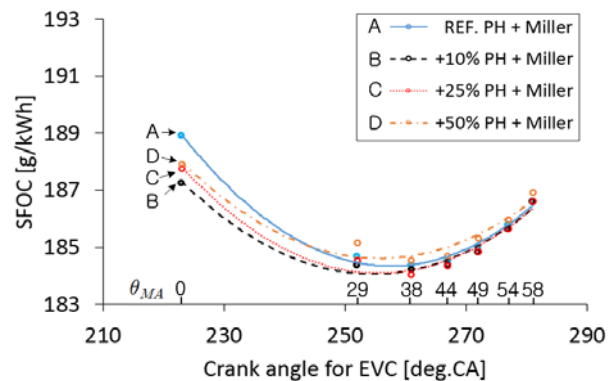 193
191
189
187
185
183
SFOC [g/kWh]
A REF. PH + Miller
B +10% PH + Miller
C +25% PH + Miller
D +50% PH + Miller
A
D
C
B
θMA 0 29 38 44 49 54 58
210 230 250 270 290
Crank angle for EVC [deg.CA]